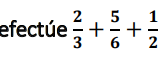 efectúe 2/3 + 5/6 + 1/2